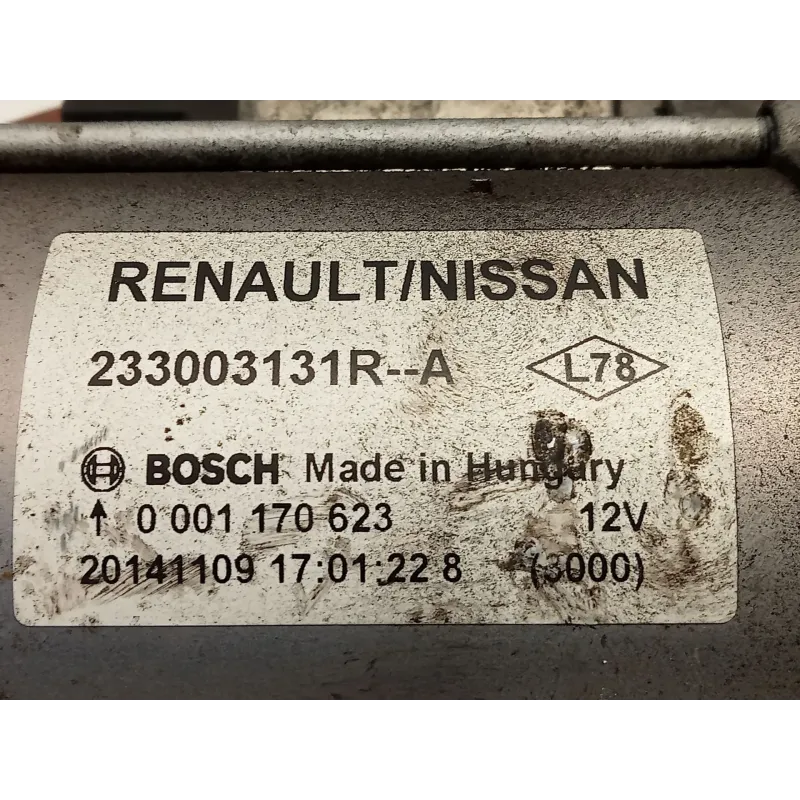 RENAULT/NISSAN
233003131R--A L78
BOSCH Made in Hungary
↑ 0 001 170 623 12V
20141109 17:01:22 8 (3000)